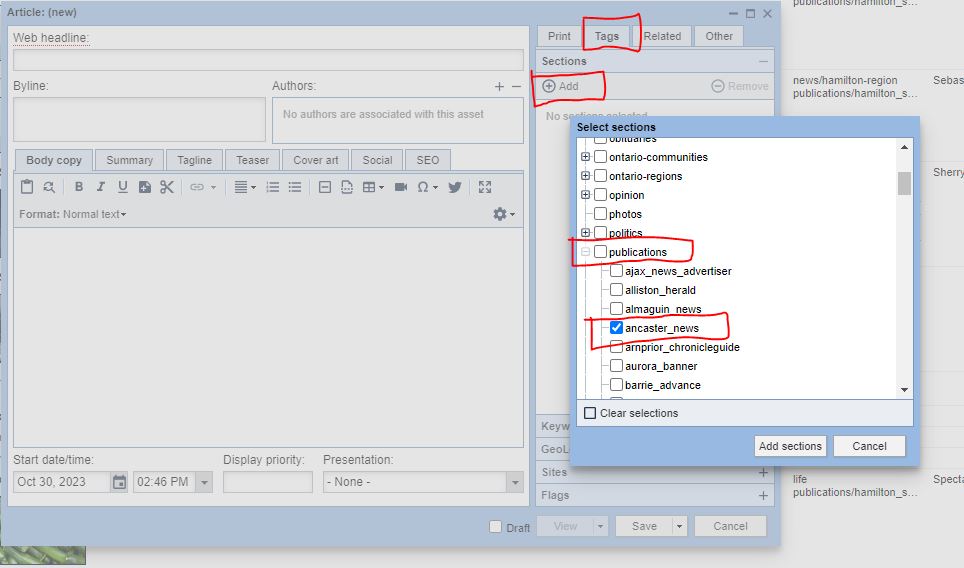 Article: (new)
publications/hamilton_s...
Web headline:
Print
Tags
Related
Other
Sections
Add
Remove
No sections selected
news/hamilton-region
publications/hamilton_s...
Sebas
Byline:
Authors:
No authors are associated with this asset
Select sections
obituaries
ontario-communities
ontario-regions
opinion
photos
politics
publications
ajax_news_advertiser
alliston_herald
almaguin_news
ancaster_news
arnprior_chronicleguide
aurora_banner
barrie_advance
Clear selections
Add sections
Cancel
Sherry
Body copy
Summary
Tagline
Teaser
Cover art
Social
SEO
B I U
Format: Normal text
Keyw
GeoLo
Sites
Flags
Start date/time:
Display priority:
Presentation:
Oct 30, 2023
02:46 PM
- None -
life
publications/hamilton_s...
Specta
Draft
View
Save
Cancel